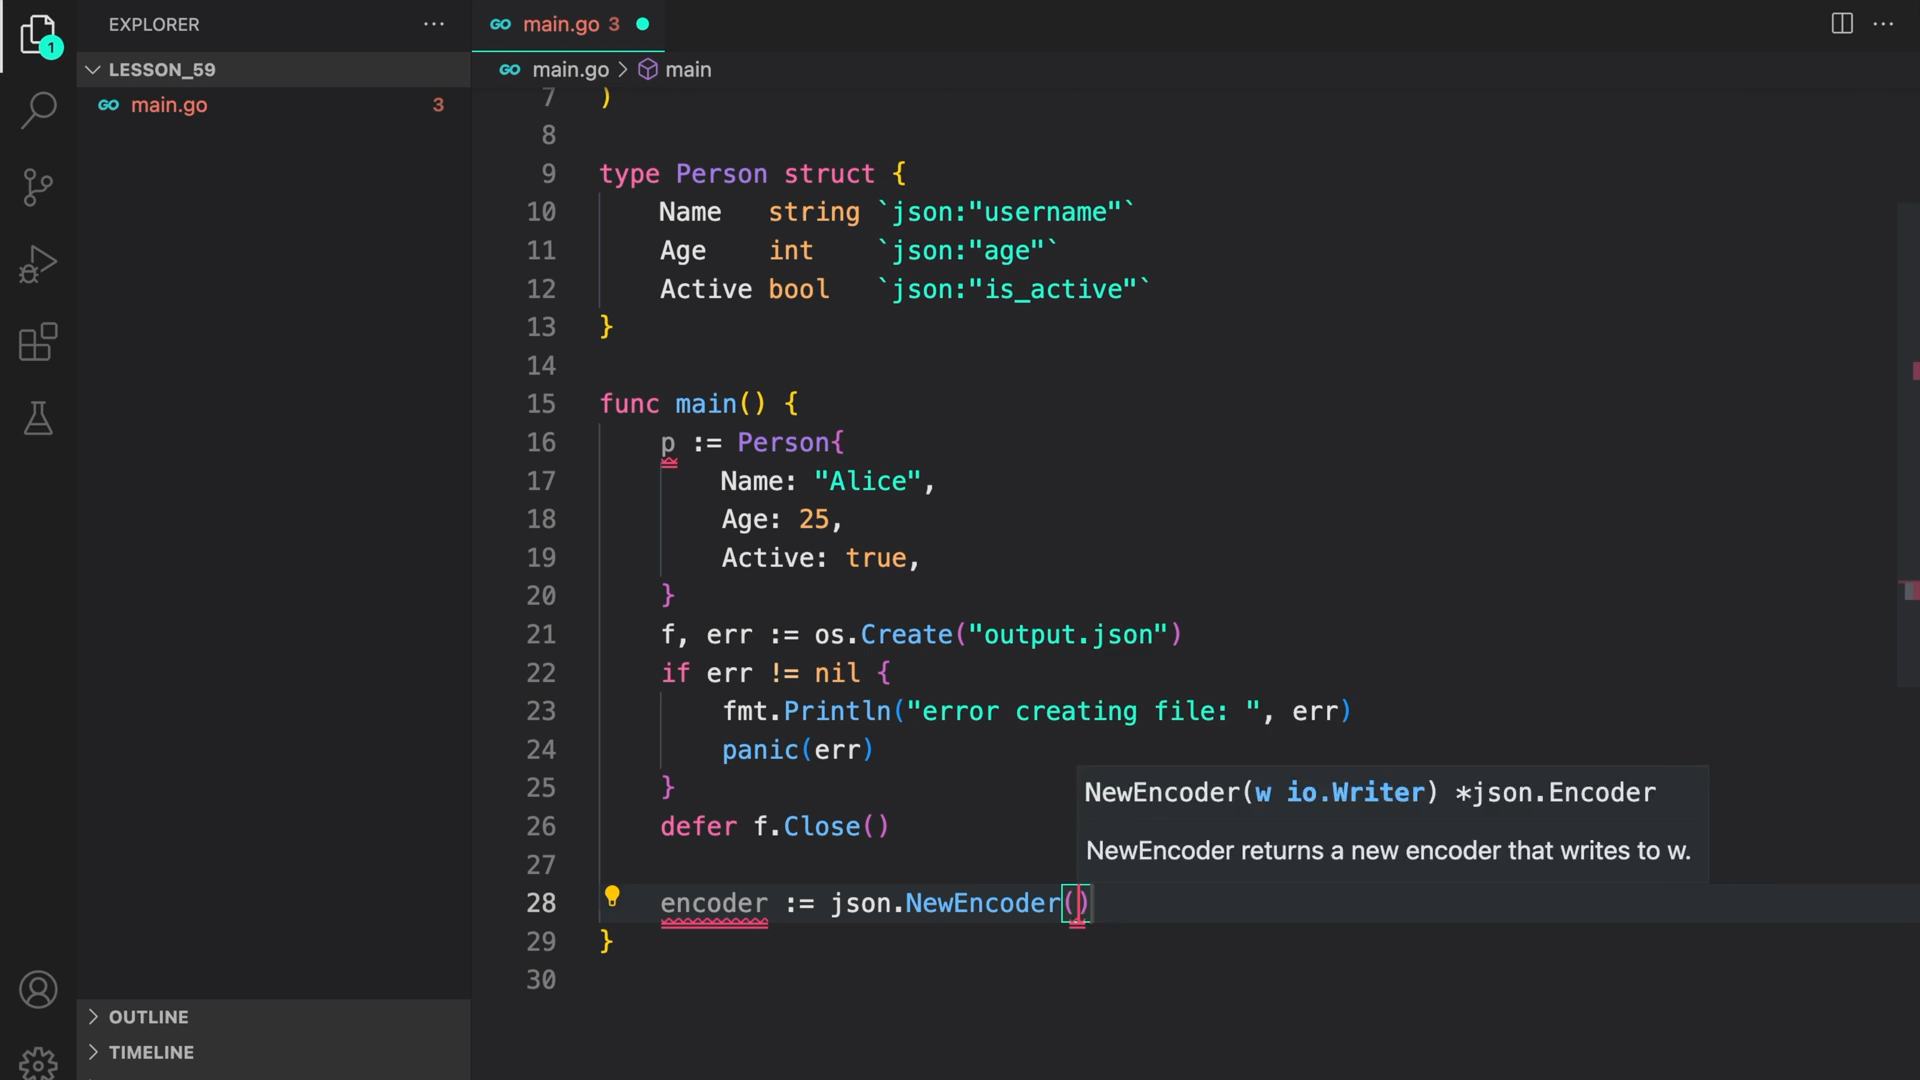 EXPLORER ···
GO main.go 3
···
1
LESSON_59
GO main.go > main
GO main.go 3
7 )
8
9 type Person struct {
10 Name   string `json:"username"`
11 Age    int    `json:"age"`
12 Active bool   `json:"is_active"`
13 }
14
15 func main() {
16 p := Person{
17 Name: "Alice",
18 Age: 25,
19 Active: true,
20 }
21 f, err := os.Create("output.json")
22 if err != nil {
23 fmt.Println("error creating file: ", err)
24 panic(err)
25 }
NewEncoder(w io.Writer) *json.Encoder
26 defer f.Close()
NewEncoder returns a new encoder that writes to w.
27
28 encoder := json.NewEncoder()
29 }
30
OUTLINE
TIMELINE